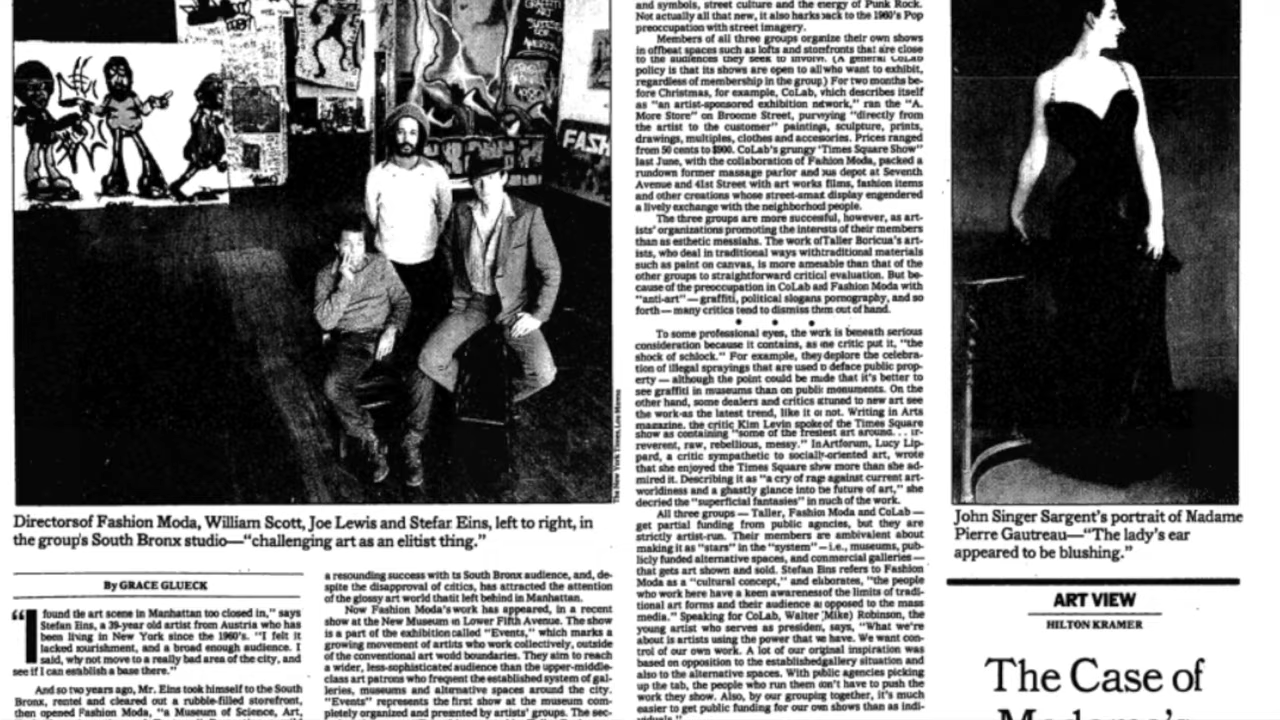 FASH
The New York Times/Leo Moreno
Directorsof Fashion Moda, William Scott, Joe Lewis and Stefar Eins, left to right, in
the group's South Bronx studio—“challenging art as an elitist thing.”
By GRACE GLUECK
“I found the art scene in Manhattan too closed in,” says
Stefan Eins, a 39-year old artist from Austria who has
been living in New York since the 1960's. “I felt it
lacked nourishment, and a broad enough audience. I
said, why not move to a really bad area of the city, and
see if I can establish a base there.”
And so two years ago, Mr. Eins took himself to the South
Bronx, rented and cleared out a rubble-filled storefront,
then opened Fashion Moda, “a Museum of Science, Art,
a resounding success with its South Bronx audience, and, de-
spite the disapproval of critics, has attracted the attention
of the glossy art world that it left behind in Manhattan.
Now Fashion Moda's work has appeared, in a recent
show at the New Museum in Lower Fifth Avenue. The show
is a part of the exhibition called “Events,” which marks a
growing movement of artists who work collectively, outside
of the conventional art world boundaries. They aim to reach
a wider, less-sophisticated audience than the upper-middle-
class art patrons who frequent the established system of gal-
leries, museums and alternative spaces around the city.
“Events” represents the first show at the museum com-
pletely organized and presented by artists' groups. The sec-
and symbols, street culture and the energy of Punk Rock.
Not actually all that new, it also harks back to the 1960's Pop
preoccupation with street imagery.
Members of all three groups organize their own shows
in offbeat spaces such as lofts and storefronts that are close
to the audiences they seek to involve. (A general CoLab
policy is that its shows are open to all who want to exhibit,
regardless of membership in the group.) For two months be-
fore Christmas, for example, CoLab, which describes itself
as “an artist-sponsored exhibition network,” ran the “A.
More Store” on Broome Street, purveying “directly from
the artist to the customer” paintings, sculpture, prints,
drawings, multiples, clothes and accesories. Prices ranged
from 50 cents to $900. CoLab's grungy “Times Square Show”
last June, with the collaboration of Fashion Moda, packed a
rundown former massage parlor and bus depot at Seventh
Avenue and 41st Street with art works films, fashion items
and other creations whose street-smart display engendered
a lively exchange with the neighborhood people.
The three groups are more succesful, however, as art-
ists' organizations promoting the interests of their members
than as esthetic messiahs. The work of Taller Boricua's art-
ists, who deal in traditional ways with traditional materials
such as paint on canvas, is more amenable than that of the
other groups to straightforward critical evaluation. But be-
cause of the preoccupation in CoLab and Fashion Moda with
“anti-art” — graffiti, political slogans pornography, and so
forth — many critics tend to dismiss them out of hand.
• • •
To some professional eyes, the work is beneath serious
consideration because it contains, as one critic put it, “the
shock of schlock.” For example, they deplore the celebra-
tion of illegal sprayings that are used to deface public prop-
erty — although the point could be made that it's better to
see graffiti in museums than on public monuments. On the
other hand, some dealers and critics attuned to new art see
the work as the latest trend, like it or not. Writing in Arts
magazine, the critic Kim Levin spoke of the Times Square
show as containing “some of the freshest art around. . . ir-
reverent, raw, rebellious, messy.” In Artforum, Lucy Lip-
pard, a critic sympathetic to socially-oriented art, wrote
that she enjoyed the Times Square show more than she ad-
mired it. Describing it as “a cry of rage against current art-
worldiness and a ghastly glance into the future of art,” she
decried the “superficial fantasies” in much of the work.
All three groups — Taller, Fashion Moda and CoLab —
get partial funding from public agencies, but they are
strictly artist-run. Their members are ambivalent about
making it as “stars” in the “system” — i.e., museums, pub-
licly funded alternative spaces, and commercial galleries —
that gets art shown and sold. Stefan Eins refers to Fashion
Moda as a “cultural concept,” and elaborates, “the people
who work here have a keen awareness of the limits of tradi-
tional art forms and their audience as opposed to the mass
media.” Speaking for CoLab, Walter (Mike) Robinson, the
young artist who serves as president, says, “What we're
about is artists using the power that we have. We want con-
trol of our own work. A lot of our original inspiration was
based on opposition to the established gallery situation and
also to the alternative spaces. With public agencies picking
up the tab, the people who run them don't have to push the
work they show. Also, by our grouping together, it's much
easier to get public funding for our own shows than as indi-
viduals.”
John Singer Sargent's portrait of Nadame
Pierre Gautreau—“The lady's ear
appeared to be blushing.”
ART VIEW
HILTON KRAMER
The Case of
Madame's